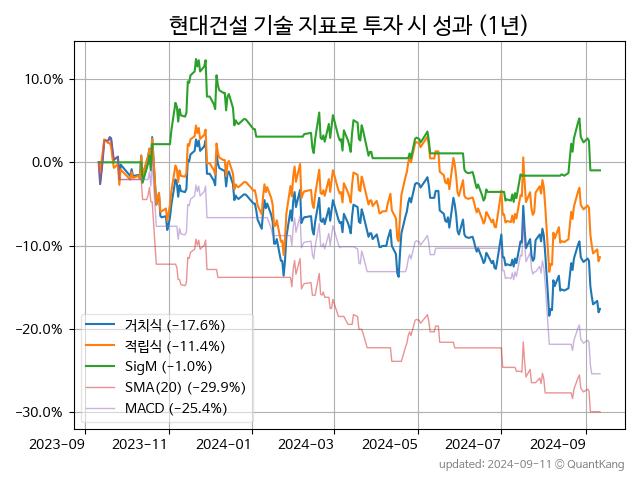 현대건설 기술 지표로 투자 시 성과 (1년)
10.0%
0.0%
−10.0%
−20.0%
−30.0%
거치식 (−17.6%)
적립식 (−11.4%)
SigM (−1.0%)
SMA(20) (−29.9%)
MACD (−25.4%)
2023-09 2023-11 2024-01 2024-03 2024-05 2024-07 2024-09
updated: 2024-09-11 ⓒ QuantKang